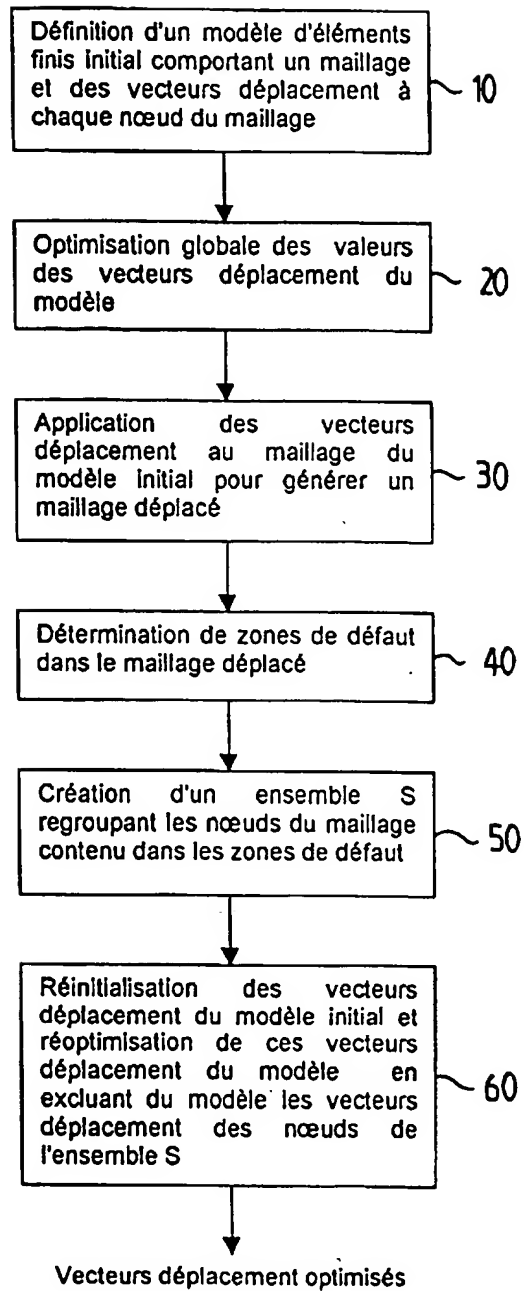 Définition d'un modèle d'éléments
finis initial comportant un maillage
et des vecteurs déplacement à
chaque nœud du maillage
10
Optimisation globale des valeurs
des vecteurs déplacement du
modèle
20
Application des vecteurs
déplacement au maillage du
modèle initial pour générer un
maillage déplacé
30
Détermination de zones de défaut
dans le maillage déplacé
40
Création d'un ensemble S
regroupant les nœuds du maillage
contenu dans les zones de défaut
50
Réinitialisation des vecteurs
déplacement du modèle initial et
réoptimisation de ces vecteurs
déplacement du modèle en
excluant du modèle les vecteurs
déplacement des nœuds de
l'ensemble S
60
Vecteurs déplacement optimisés